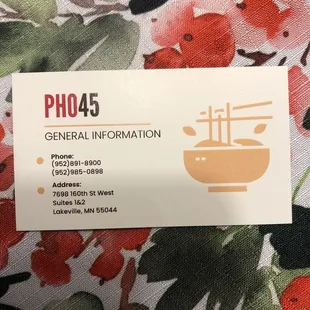 PHO45
GENERAL INFORMATION
Phone:
(952)891-8900
(952)985-0898
Address:
7698 160th St West
Suites 1&2
Lakeville, MN 55044